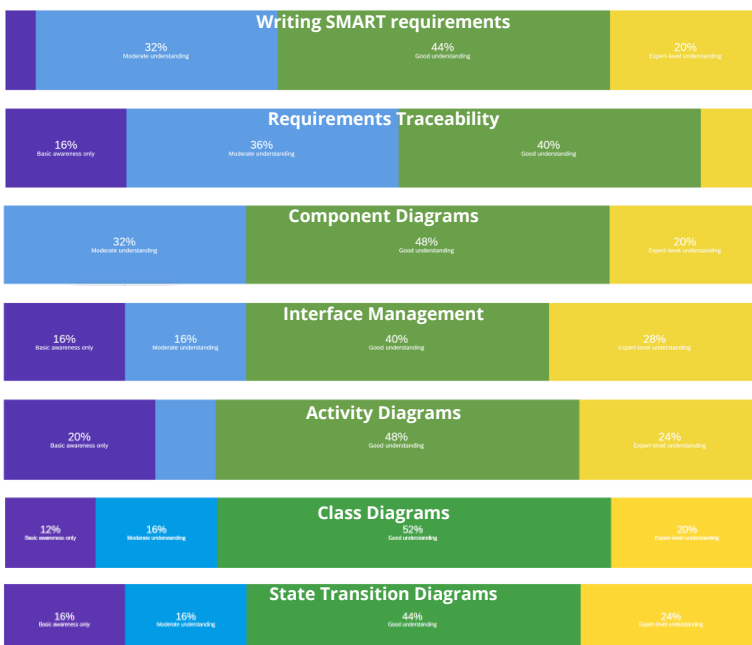 Writing SMART requirements
32% 44% 20%
Moderate understanding Good understanding Expert-level understanding
Requirements Traceability
16% 36% 40%
Basic awareness only Moderate understanding Good understanding
Component Diagrams
32% 48% 20%
Moderate understanding Good understanding Expert-level understanding
Interface Management
16% 16% 40% 28%
Basic awareness only Moderate understanding Good understanding Expert-level understanding
Activity Diagrams
20% 48% 24%
Basic awareness only Good understanding Expert-level understanding
Class Diagrams
12% 16% 52% 20%
Basic awareness only Moderate understanding Good understanding Expert-level understanding
State Transition Diagrams
16% 16% 44% 24%
Basic awareness only Moderate understanding Good understanding Expert-level understanding